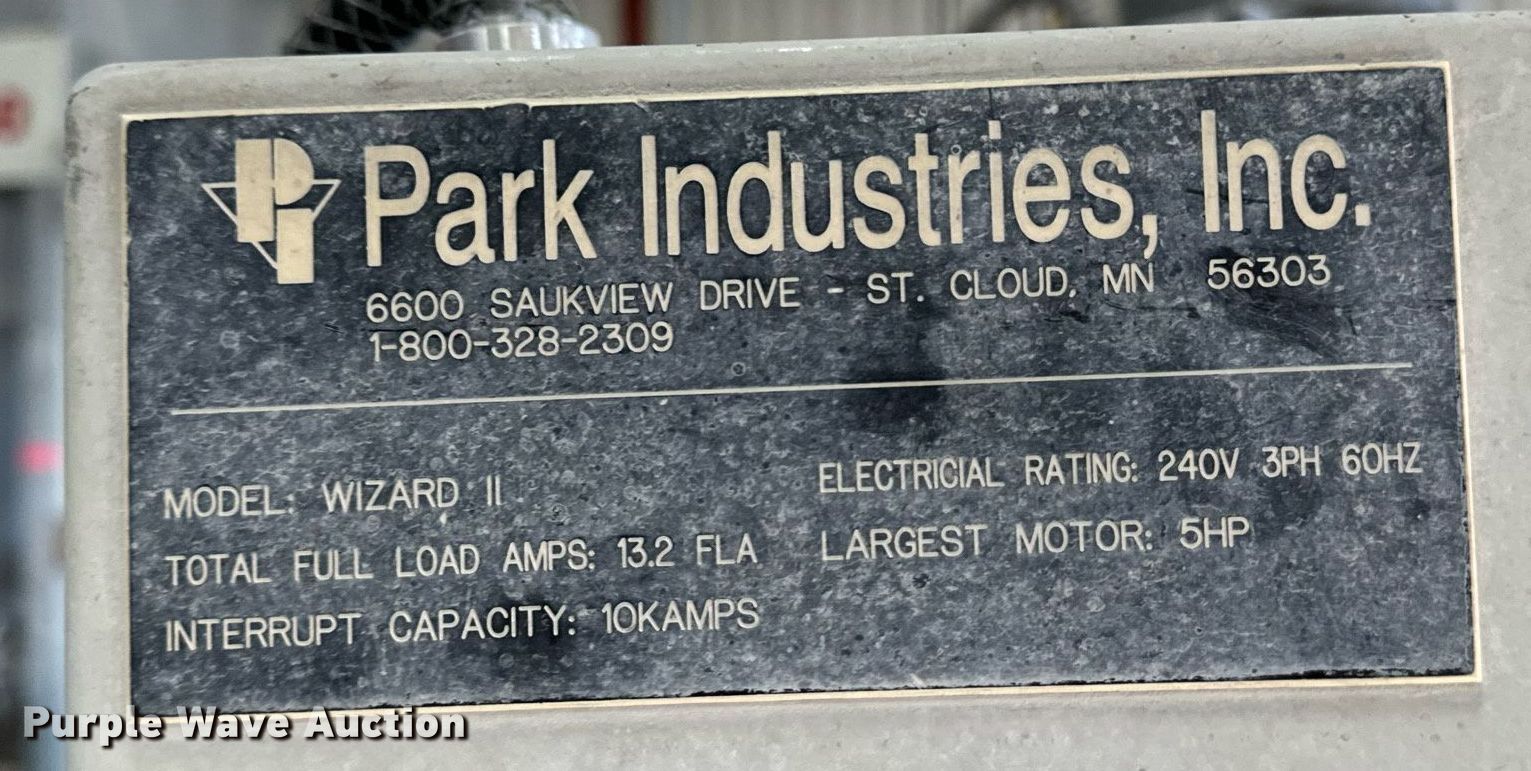 PI Park Industries, Inc.
6600 SAUKVIEW DRIVE - ST. CLOUD, MN 56303
1-800-328-2309
MODEL: WIZARD II
ELECTRICIAL RATING: 240V 3PH 60HZ
TOTAL FULL LOAD AMPS: 13.2 FLA
LARGEST MOTOR: 5HP
INTERRUPT CAPACITY: 10KAMPS
Purple Wave Auction